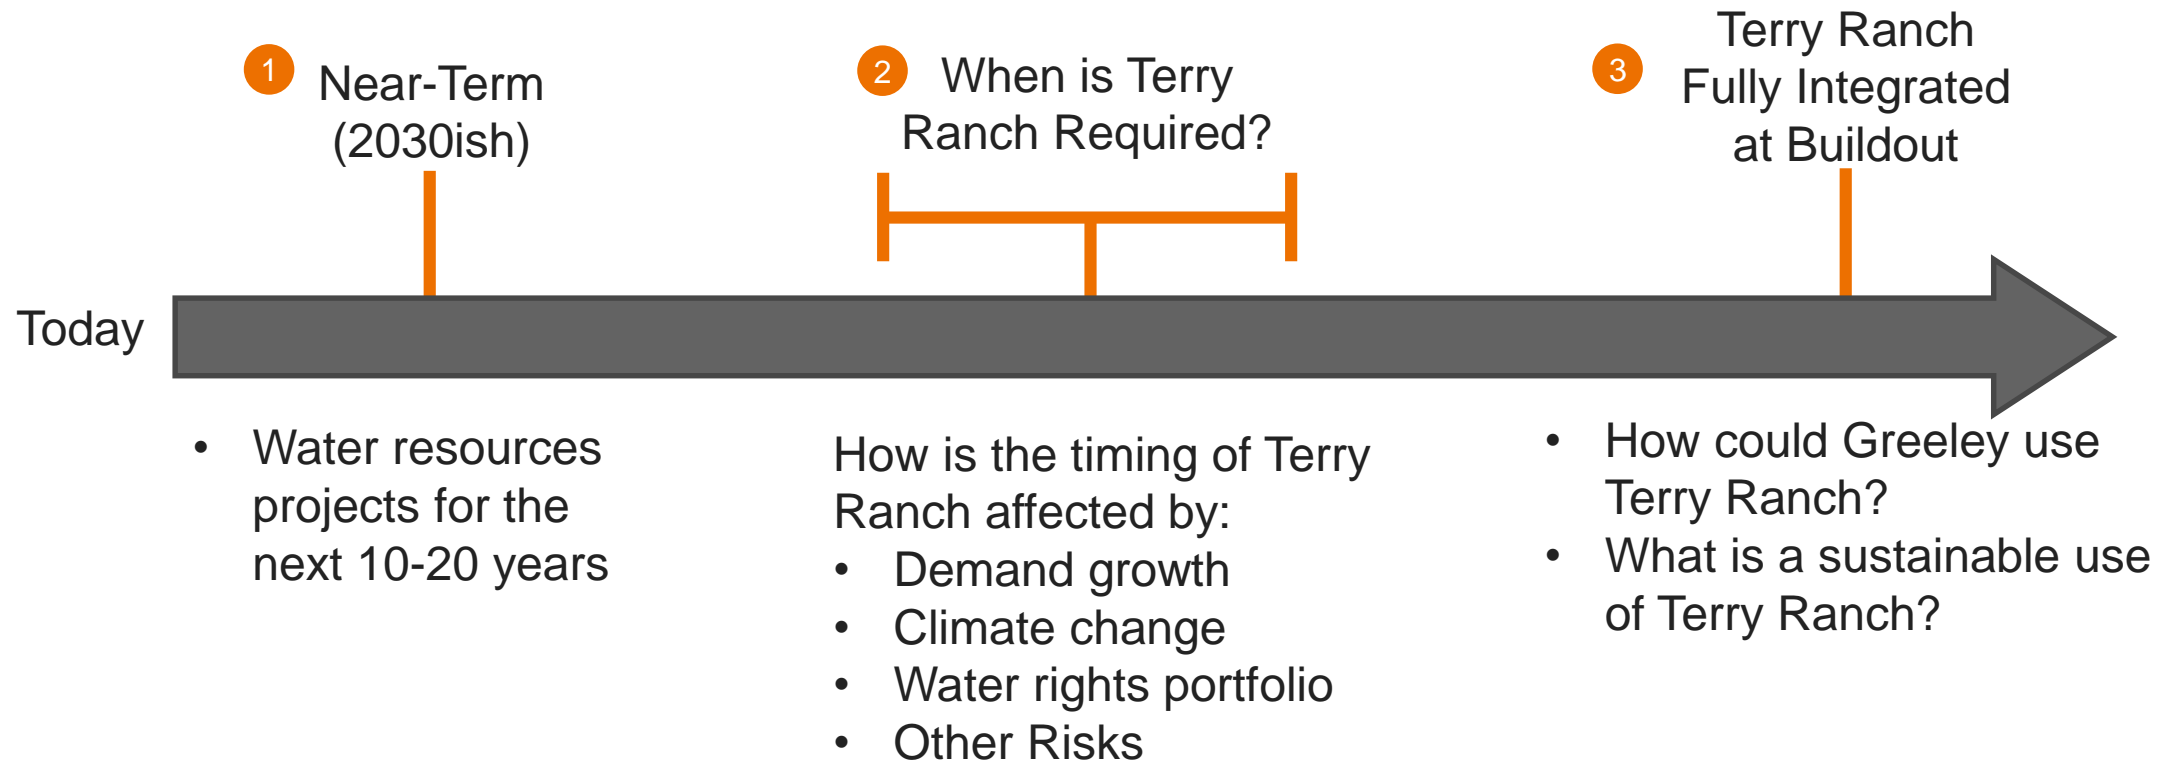 1
Near-Term
(2030ish)
2
When is Terry
Ranch Required?
3
Terry Ranch
Fully Integrated
at Buildout
Today
• Water resources
projects for the
next 10-20 years
How is the timing of Terry
Ranch affected by:
• Demand growth
• Climate change
• Water rights portfolio
• Other Risks
• How could Greeley use
Terry Ranch?
• What is a sustainable use
of Terry Ranch?